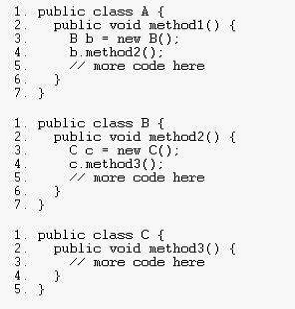 1. public class A {
2.   public void method1() {
3.     B b = new B();
4.     b.method2();
5.     // more code here
6.   }
7. }
1. public class B {
2.   public void method2() {
3.     C c = new C();
4.     c.method3();
5.     // more code here
6.   }
7. }
1. public class C {
2.   public void method3() {
3.     // more code here
4.   }
5. }